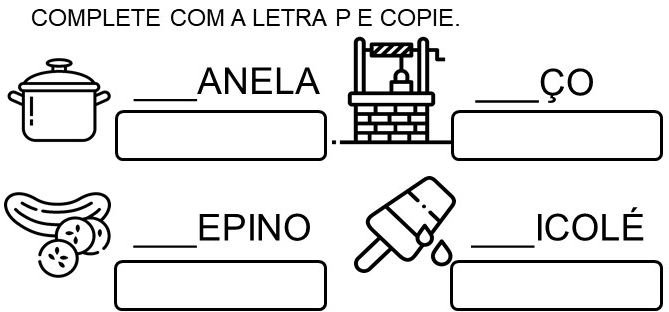 COMPLETE COM A LETRA P E COPIE.
___ANELA
___ÇO
___EPINO
___ICOLÉ